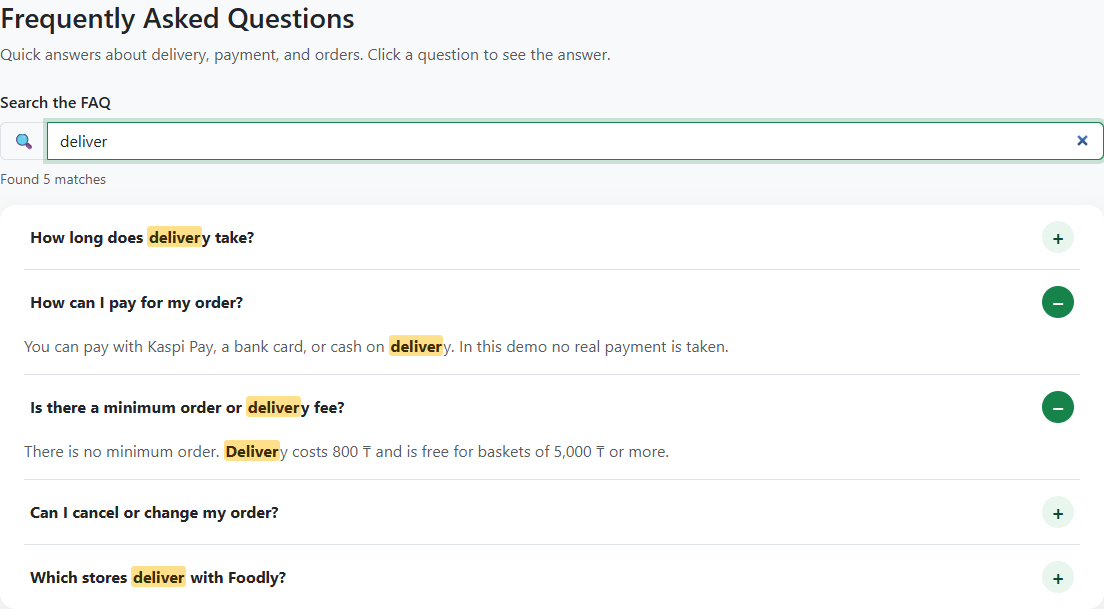 Frequently Asked Questions
Quick answers about delivery, payment, and orders. Click a question to see the answer.
Search the FAQ
deliver
Found 5 matches
How long does delivery take?
How can I pay for my order?
You can pay with Kaspi Pay, a bank card, or cash on delivery. In this demo no real payment is taken.
Is there a minimum order or delivery fee?
There is no minimum order. Delivery costs 800 ₸ and is free for baskets of 5,000 ₸ or more.
Can I cancel or change my order?
Which stores deliver with Foodly?